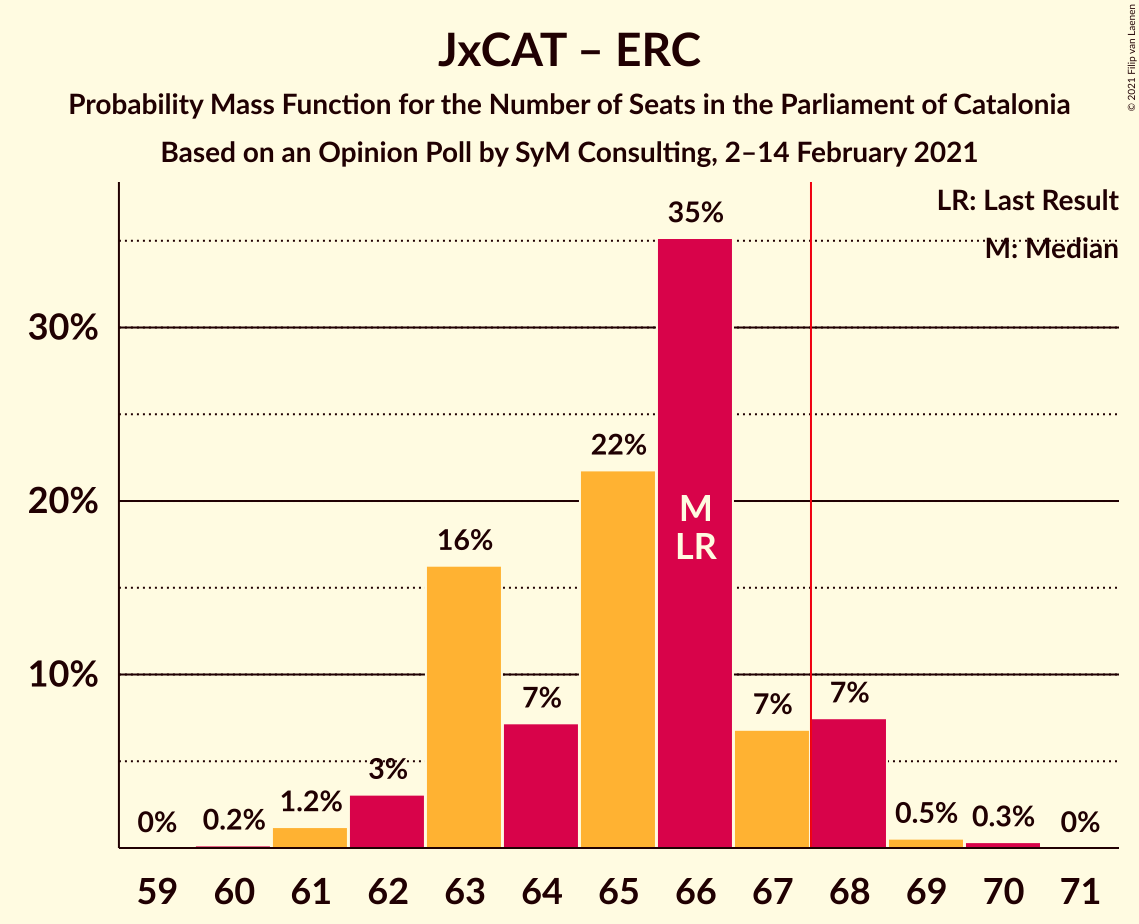 JxCAT – ERC
Probability Mass Function for the Number of Seats in the Parliament of Catalonia
Based on an Opinion Poll by SyM Consulting, 2–14 February 2021
© 2021 Filip van Laenen
LR: Last Result
M: Median
30%
20%
10%
0%
0.2%
1.2%
3%
16%
7%
22%
35%
M
LR
7%
7%
0.5%
0.3%
0%
59 60 61 62 63 64 65 66 67 68 69 70 71